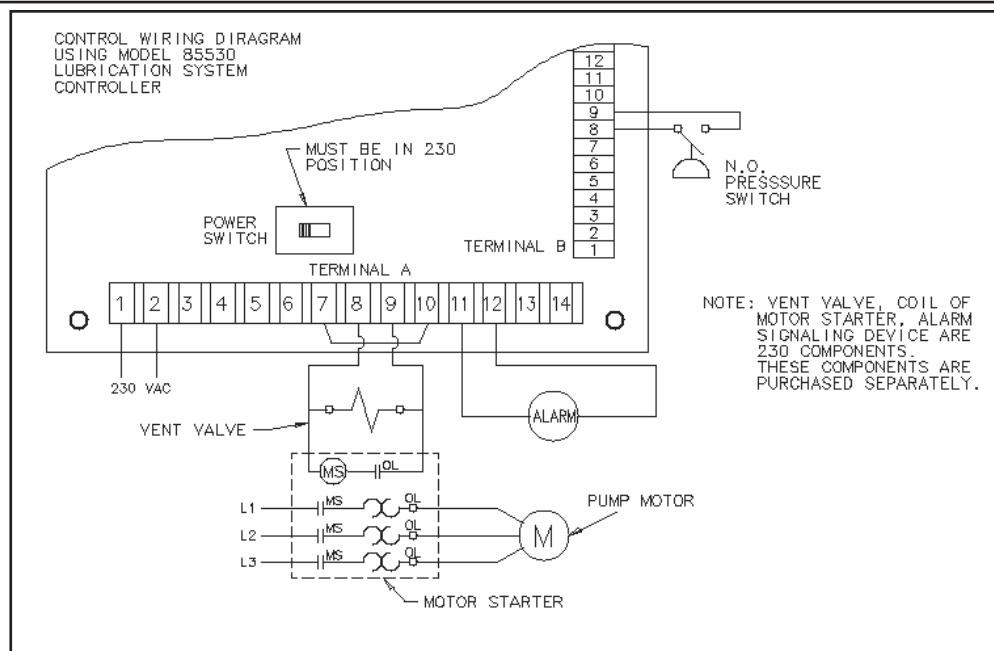 CONTROL WIRING DIRAGRAM
USING MODEL 85530
LUBRICATION SYSTEM
CONTROLLER
12
11
10
9
8
7
6
5
4
3
2
1
MUST BE IN 230
POSITION
N.O.
PRESSSURE
SWITCH
POWER
SWITCH
TERMINAL B
TERMINAL A
1 2 3 4 5 6 7 8 9 10 11 12 13 14
NOTE: VENT VALVE, COIL OF
MOTOR STARTER, ALARM
SIGNALING DEVICE ARE
230 COMPONENTS.
THESE COMPONENTS ARE
PURCHASED SEPARATELY.
230 VAC
ALARM
VENT VALVE
MS OL
L1 MS OL
L2 MS OL
L3 MS OL
PUMP MOTOR
M
MOTOR STARTER